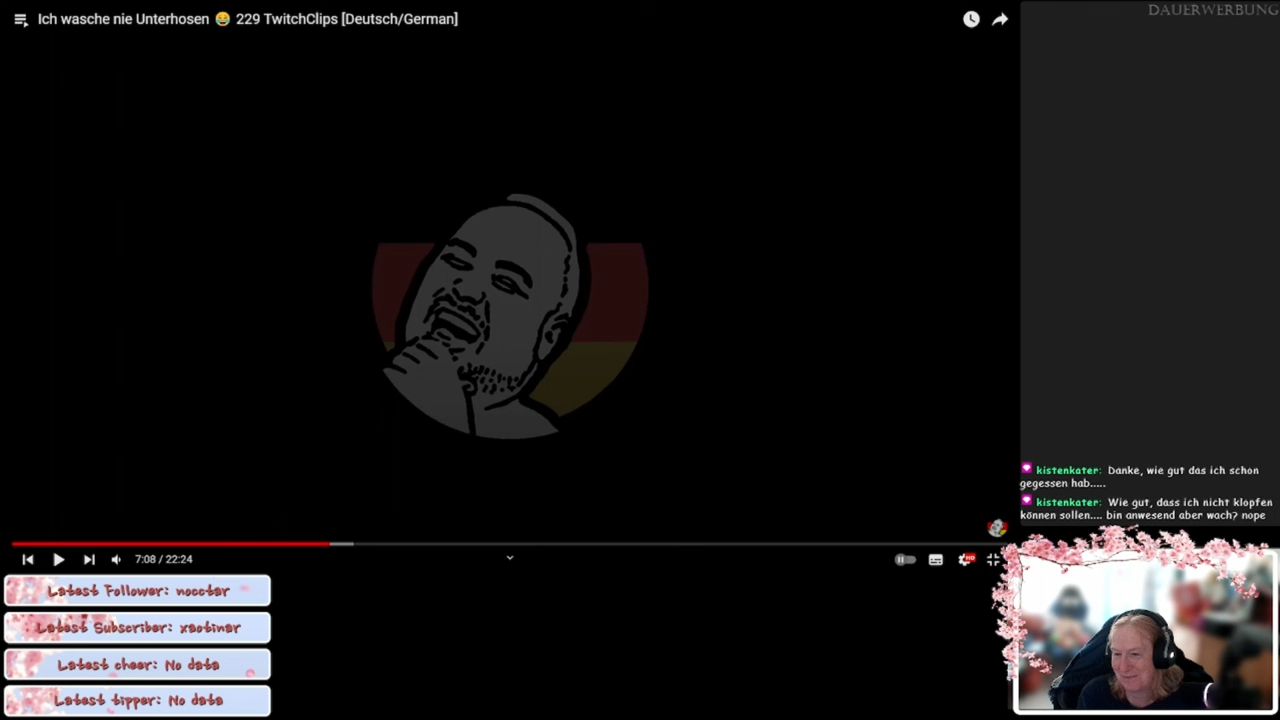 Ich wasche nie Unterhosen 😂 229 TwitchClips [Deutsch/German]
DAUERWERBUNG
kistenkater: Danke, wie gut das ich schon
gegessen hab.....
kistenkater: Wie gut, dass ich nicht klopfen
können sollen.... bin anwesend aber wach? nope
7:08 / 22:24
HD
Latest Follower: nocctar
Latest Subscriber: xaotinar
Latest cheer: No data
Latest tipper: No data